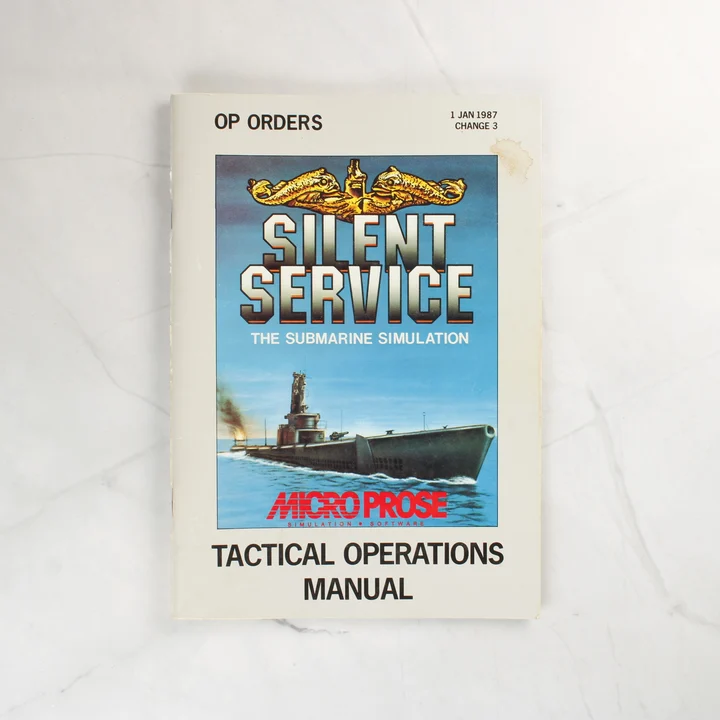 OP ORDERS
1 JAN 1987
CHANGE 3
SILENT
SERVICE
THE SUBMARINE SIMULATION
MICRO PROSE
SIMULATION • SOFTWARE
TACTICAL OPERATIONS
MANUAL